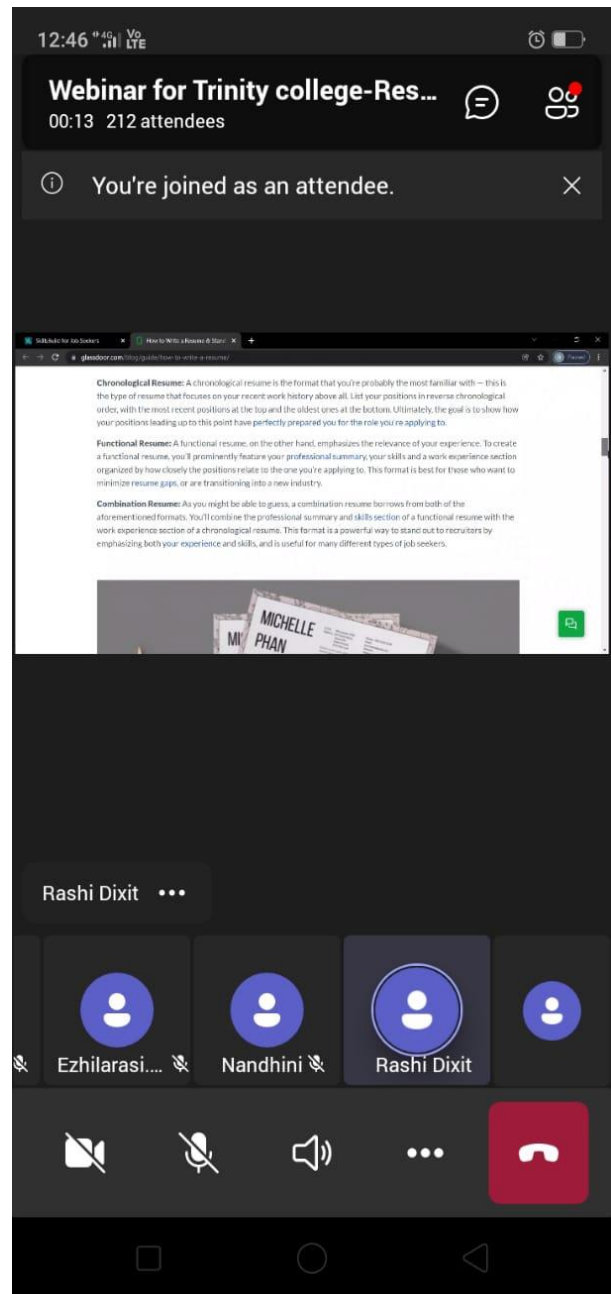 12:46 4G VoLTE
Webinar for Trinity college-Res...
00:13 212 attendees
You're joined as an attendee.
SkillsBuild for Job Seekers How to Write a Resume &
glassdoor.com/blog/guide/how-to-write-a-resume/ Paused
Chronological Resume: A chronological resume is the format that you're probably the most familiar with — this is
the type of resume that focuses on your recent work history above all. List your positions in reverse chronological
order, with the most recent positions at the top and the oldest ones at the bottom. Ultimately, the goal is to show how
your positions leading up to this point have perfectly prepared you for the role you're applying to.
Functional Resume: A functional resume, on the other hand, emphasizes the relevance of your experience. To create
a functional resume, you'll prominently feature your professional summary, your skills and a work experience section
organized by how closely the positions relate to the one you're applying to. This format is best for those who want to
minimize resume gaps, or are transitioning into a new industry.
Combination Resume: As you might be able to guess, a combination resume borrows from both of the
aforementioned formats. You'll combine the professional summary and skills section of a functional resume with the
work experience section of a chronological resume. This format is a powerful way to stand out to recruiters by
emphasizing both your experience and skills, and is useful for many different types of job seekers.
MICHELLE
MI PHAN
Rashi Dixit
Ezhilarasi.... Nandhini Rashi Dixit